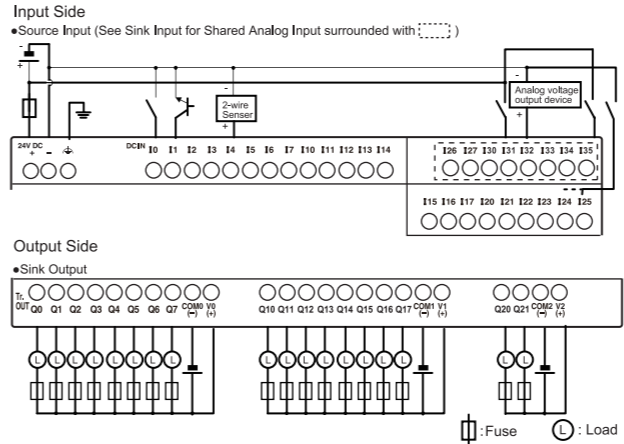 Input Side
●Source Input (See Sink Input for Shared Analog Input surrounded with )
-
+
2-wire
Senser
-
+
Analog voltage
output device
-
+
24V DC
+ -
DC IN I0 I1 I2 I3 I4 I5 I6 I7 I10 I11 I12 I13 I14
I26 I27 I30 I31 I32 I33 I34 I35
I15 I16 I17 I20 I21 I22 I23 I24 I25
Output Side
●Sink Output
Tr.
OUT Q0 Q1 Q2 Q3 Q4 Q5 Q6 Q7 COM0 (-) V0 (+)
Q10 Q11 Q12 Q13 Q14 Q15 Q16 Q17 COM1 (-) V1 (+)
Q20 Q21 COM2 (-) V2 (+)
L L L L L L L L
L L L L L L L L
L L
:Fuse
L : Load